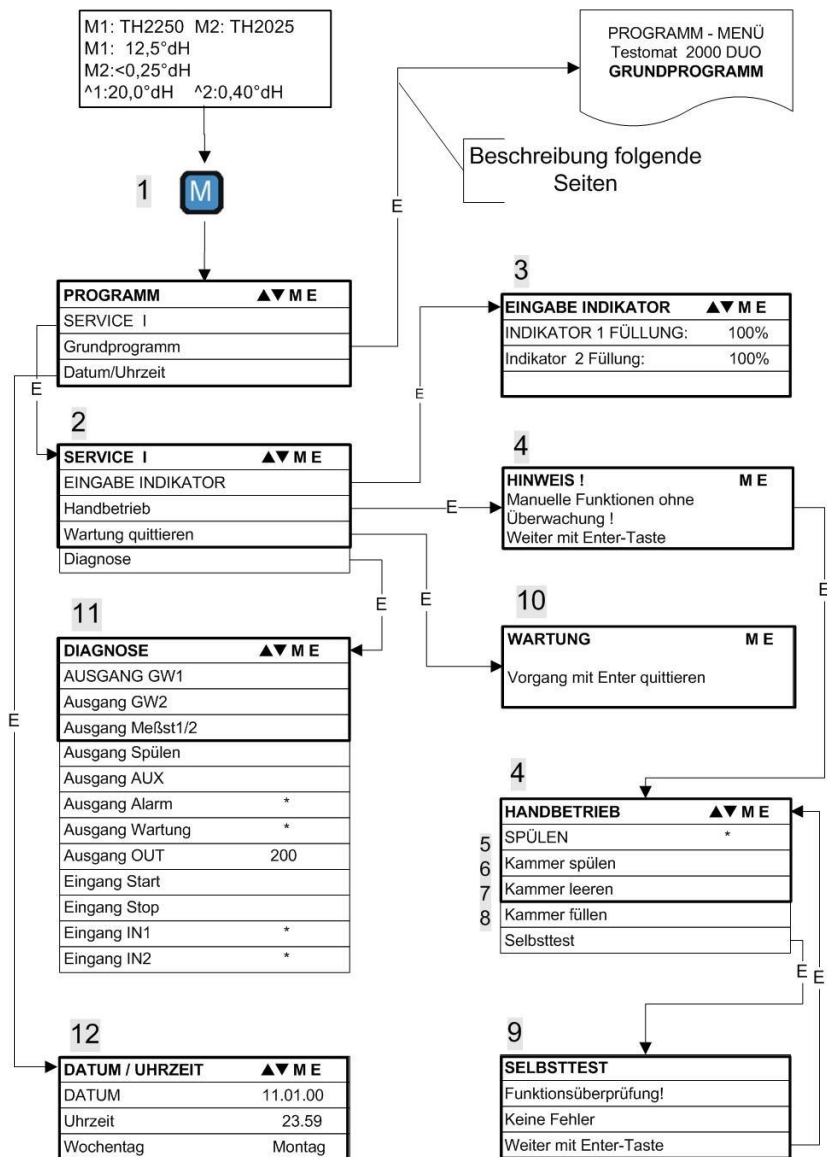 M1: TH2250 M2: TH2025
M1: 12,5°dH
M2:<0,25°dH
^1:20,0°dH ^2:0,40°dH
PROGRAMM - MENÜ
Testomat 2000 DUO
GRUNDPROGRAMM
Beschreibung folgende
Seiten
1
M
E
PROGRAMM ▲▼ M E
SERVICE I
Grundprogramm
Datum/Uhrzeit
E
E
3
EINGABE INDIKATOR ▲▼ M E
INDIKATOR 1 FÜLLUNG: 100%
Indikator 2 Füllung: 100%
E
2
SERVICE I ▲▼ M E
EINGABE INDIKATOR
Handbetrieb
Wartung quittieren
Diagnose
E
4
HINWEIS ! M E
Manuelle Funktionen ohne
Überwachung !
Weiter mit Enter-Taste
E
E
E
10
WARTUNG M E
Vorgang mit Enter quittieren
11
DIAGNOSE ▲▼ M E
AUSGANG GW1
Ausgang GW2
Ausgang Meßst1/2
Ausgang Spülen
Ausgang AUX
Ausgang Alarm *
Ausgang Wartung *
Ausgang OUT 200
Eingang Start
Eingang Stop
Eingang IN1 *
Eingang IN2 *
4
HANDBETRIEB ▲▼ M E
5 SPÜLEN *
6 Kammer spülen
7 Kammer leeren
8 Kammer füllen
Selbsttest
E E
9
SELBSTTEST
Funktionsüberprüfung!
Keine Fehler
Weiter mit Enter-Taste
E
12
DATUM / UHRZEIT ▲▼ M E
DATUM 11.01.00
Uhrzeit 23.59
Wochentag Montag